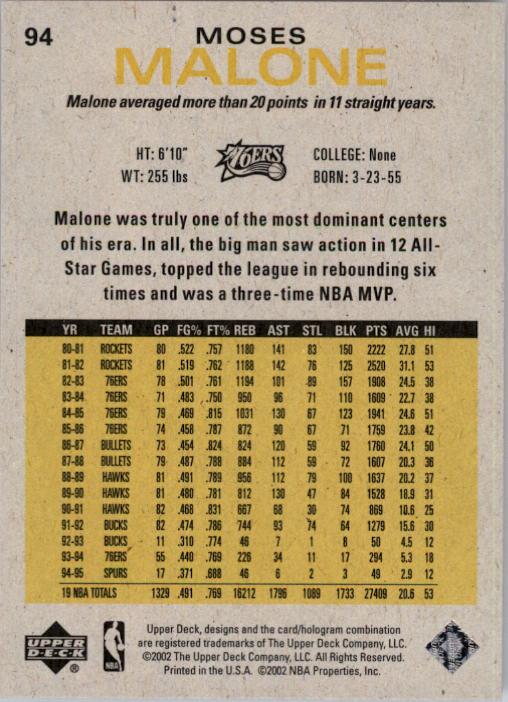 94
MOSES
MALONE
Malone averaged more than 20 points in 11 straight years.
HT: 6'10"
WT: 255 lbs
76ERS
COLLEGE: None
BORN: 3-23-55
Malone was truly one of the most dominant centers
of his era. In all, the big man saw action in 12 All-
Star Games, topped the league in rebounding six
times and was a three-time NBA MVP.
YR TEAM GP FG% FT% REB AST STL BLK PTS AVG HI
80-81 ROCKETS 80 .522 .757 1180 141 83 150 2222 27.8 51
81-82 ROCKETS 81 .519 .762 1188 142 76 125 2520 31.1 53
82-83 76ERS 78 .501 .761 1194 101 89 157 1908 24.5 38
83-84 76ERS 71 .483 .750 950 96 71 110 1609 22.7 38
84-85 76ERS 79 .469 .815 1031 130 67 123 1941 24.6 51
85-86 76ERS 74 .458 .787 872 90 67 71 1759 23.8 42
86-87 BULLETS 73 .454 .824 824 120 59 92 1760 24.1 50
87-88 BULLETS 79 .487 .788 884 112 59 72 1607 20.3 36
88-89 HAWKS 81 .491 .789 956 112 79 100 1637 20.2 37
89-90 HAWKS 81 .480 .781 812 130 47 84 1528 18.9 31
90-91 HAWKS 82 .468 .831 667 68 30 74 869 10.6 25
91-92 BUCKS 82 .474 .786 744 93 74 64 1279 15.6 30
92-93 BUCKS 11 .310 .774 46 7 1 8 50 4.5 12
93-94 76ERS 55 .440 .769 226 34 11 17 294 5.3 18
94-95 SPURS 17 .371 .688 46 6 2 3 49 2.9 12
19 NBA TOTALS 1329 .491 .769 16212 1796 1089 1733 27409 20.6 53
UPPER
DECK
®
NBA
Upper Deck, designs and the card/hologram combination
are registered trademarks of The Upper Deck Company, LLC.
©2002 The Upper Deck Company, LLC. All Rights Reserved.
Printed in the U.S.A. ©2002 NBA Properties, Inc.